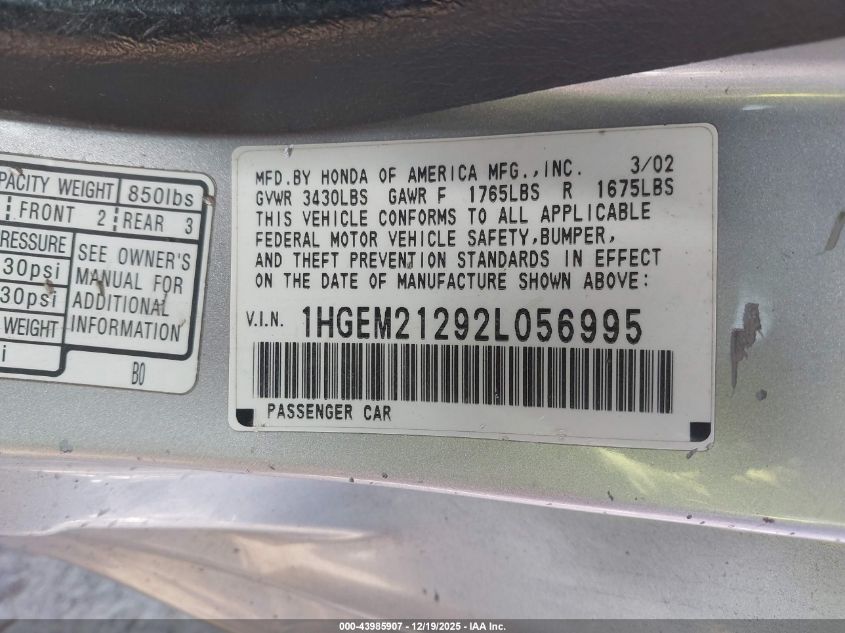 PACITY WEIGHT 850lbs
FRONT 2 REAR 3
PRESSURE
30psi
30psi
WEIGHT
i
SEE OWNER'S
MANUAL FOR
ADDITIONAL
INFORMATION
B0
MFD.BY HONDA OF AMERICA MFG.,INC. 3/02
GVWR 3430LBS GAWR F 1765LBS R 1675LBS
THIS VEHICLE CONFORMS TO ALL APPLICABLE
FEDERAL MOTOR VEHICLE SAFETY,BUMPER,
AND THEFT PREVENTION STANDARDS IN EFFECT
ON THE DATE OF MANUFACTURE SHOWN ABOVE:
V.I.N. 1HGEM21292L056995
PASSENGER CAR
000-43985907 - 12/19/2025 - IAA Inc.